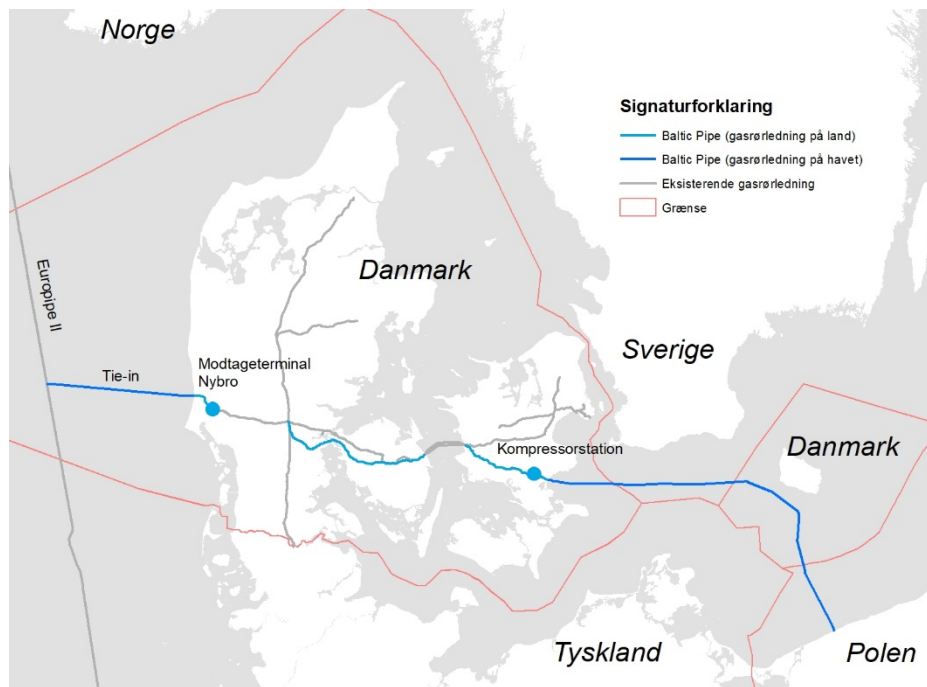 Norge
Signaturforklaring
Baltic Pipe (gasrørledning på land)
Baltic Pipe (gasrørledning på havet)
Eksisterende gasrørledning
Grænse
Danmark
Europipe II
Sverige
Tie-in
Modtageterminal
Nybro
Danmark
Kompressorstation
Tyskland
Polen